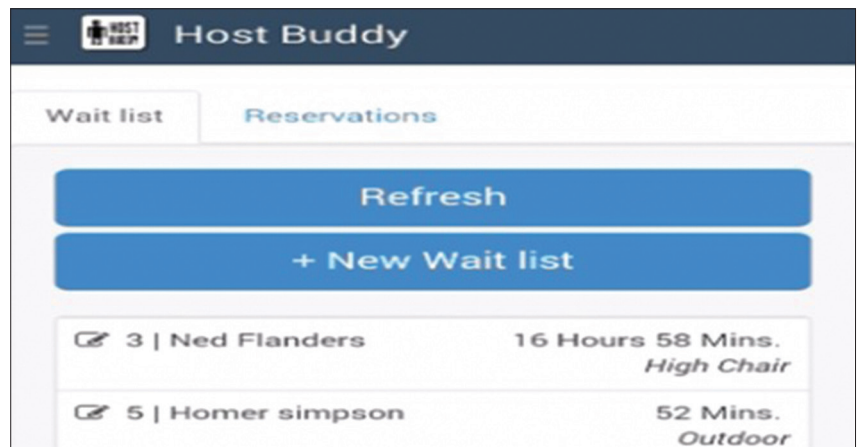 HOST
Host Buddy
Wait list Reservations
Refresh
+ New Wait list
3 | Ned Flanders 16 Hours 58 Mins.
High Chair
5 | Homer simpson 52 Mins.
Outdoor